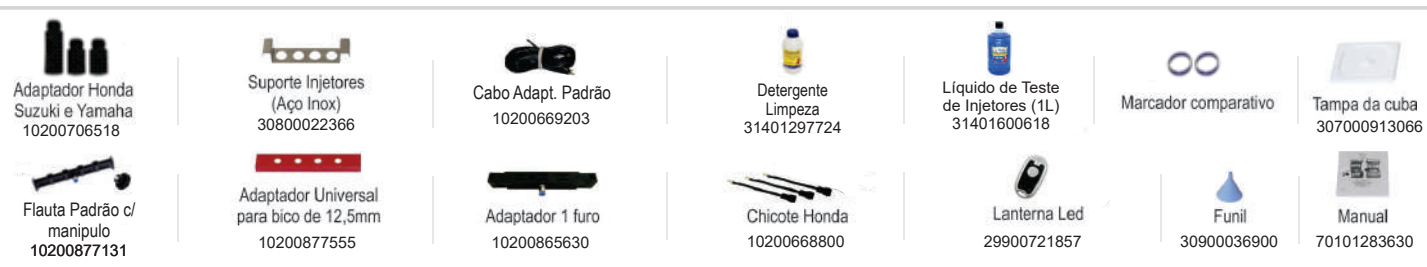 Adaptador Honda
Suzuki e Yamaha
10200706518
Suporte Injetores
(Aço Inox)
30800022366
Cabo Adapt. Padrão
10200669203
Detergente
Limpeza
31401297724
Líquido de Teste
de Injetores (1L)
31401600618
Marcador comparativo
Tampa da cuba
307000913066
Flauta Padrão c/
manipulo
10200877131
Adaptador Universal
para bico de 12,5mm
10200877555
Adaptador 1 furo
10200865630
Chicote Honda
10200668800
Lanterna Led
29900721857
Funil
30900036900
Manual
70101283630